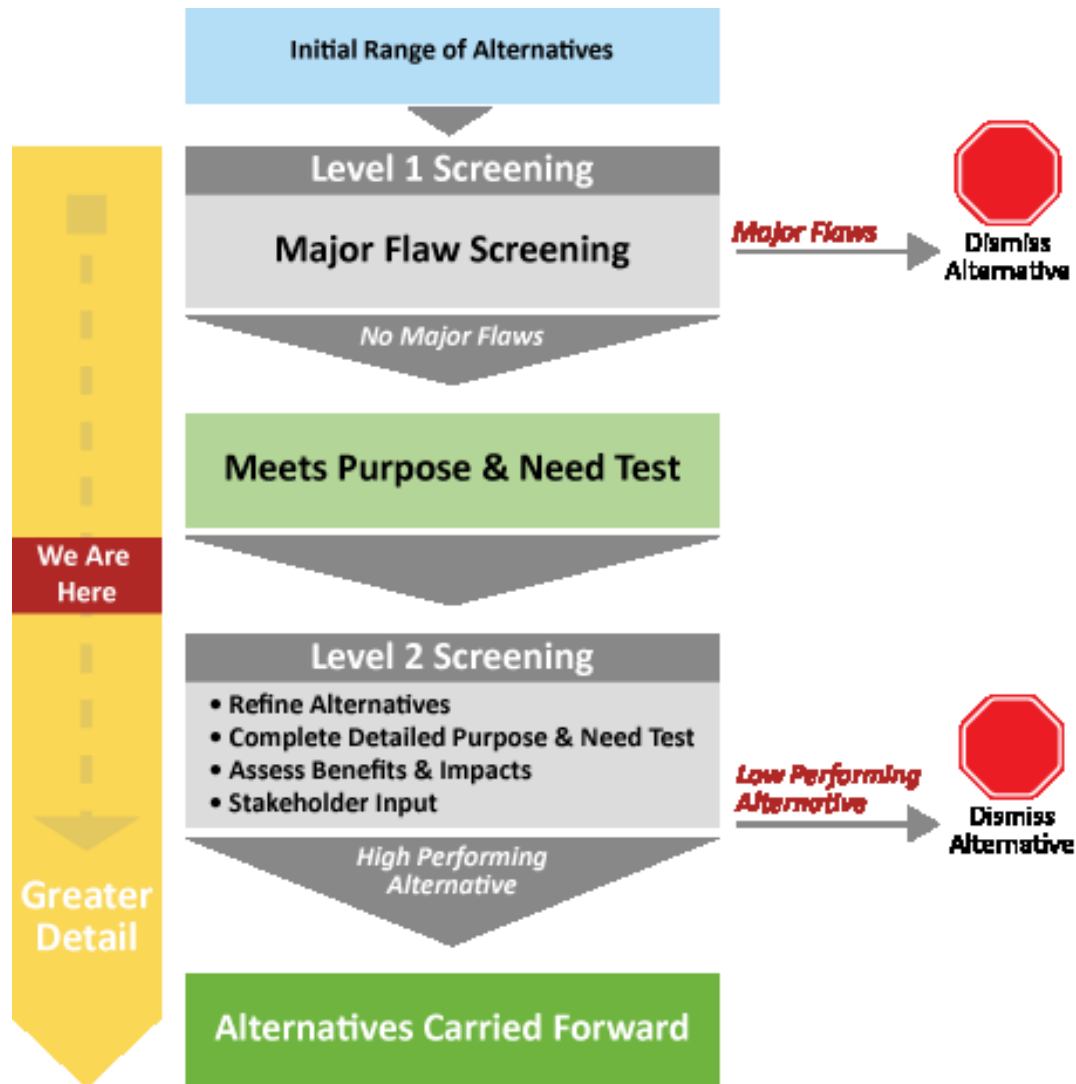 Initial Range of Alternatives
Level 1 Screening
Major Flaw Screening
Major Flaws
Dismiss
Alternative
No Major Flaws
Meets Purpose & Need Test
We Are
Here
Level 2 Screening
• Refine Alternatives
• Complete Detailed Purpose & Need Test
• Assess Benefits & Impacts
• Stakeholder Input
Low Performing
Alternative
Dismiss
Alternative
High Performing
Alternative
Greater
Detail
Alternatives Carried Forward